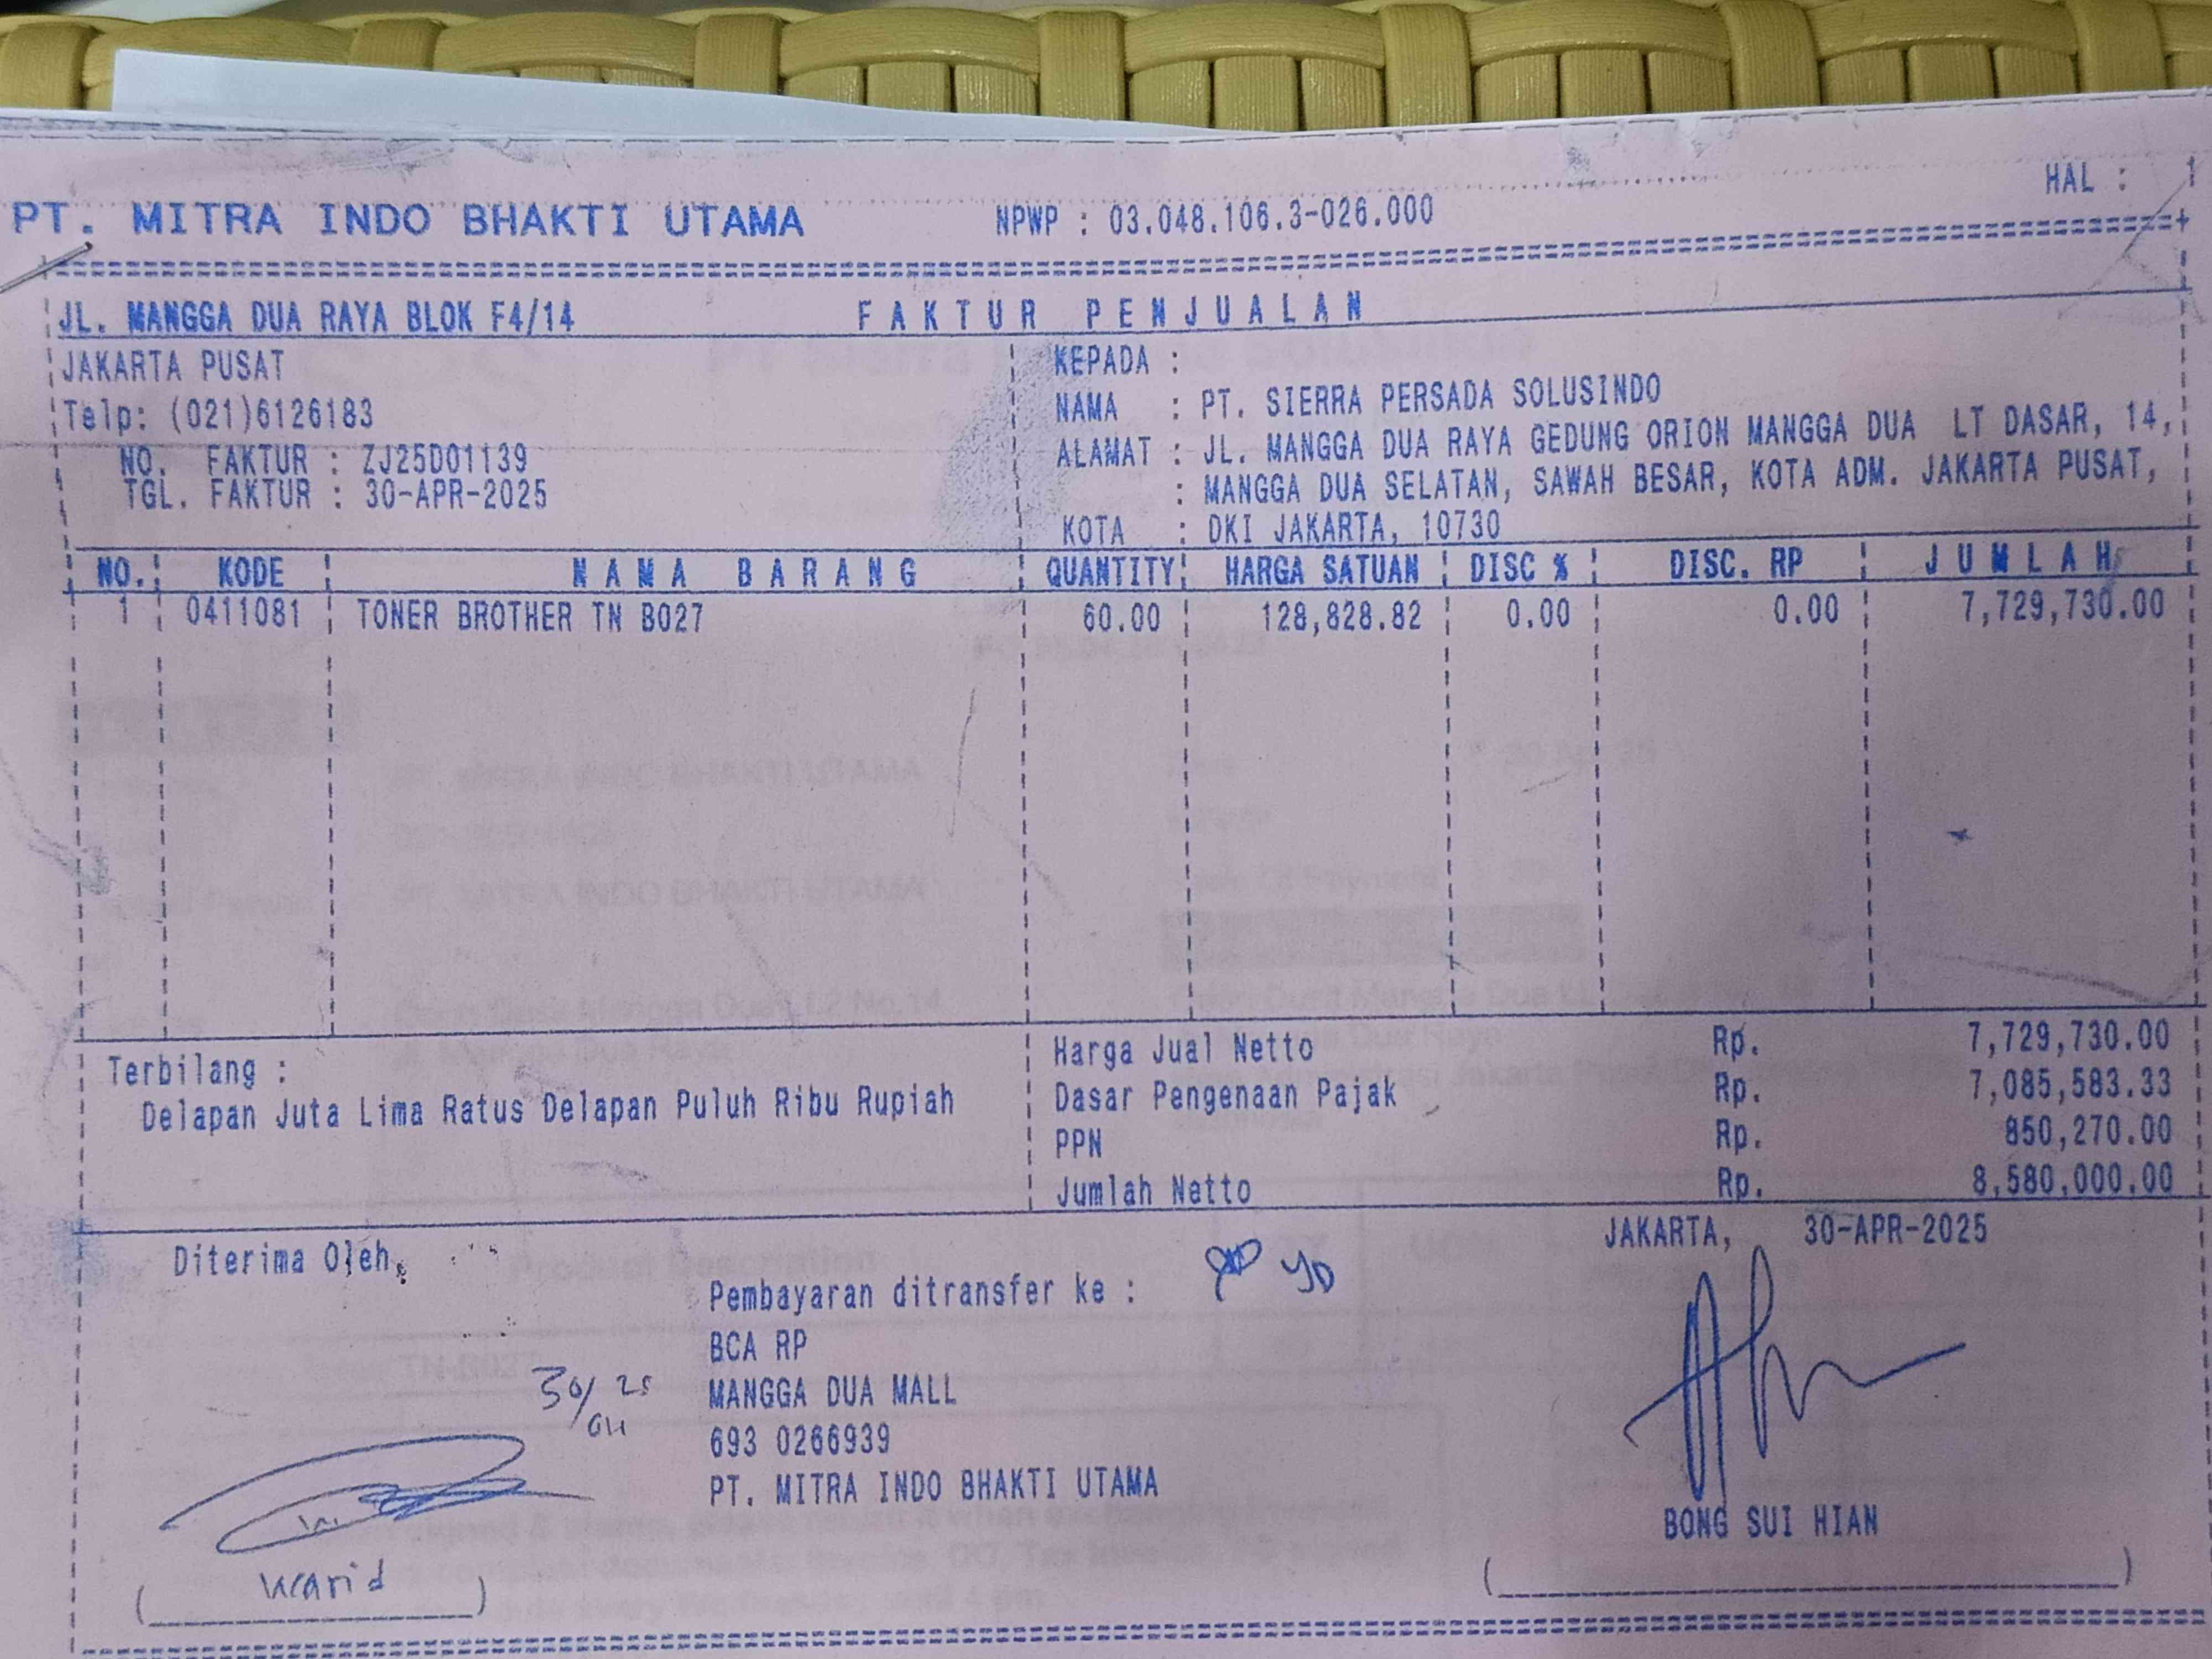 HAL : 1
PT. MITRA INDO BHAKTI UTAMA NPWP : 03.048.106.3-026.000
JL. MANGGA DUA RAYA BLOK F4/14 FAKTUR PENJUALAN
JAKARTA PUSAT
Telp: (021)6126183
NO. FAKTUR : ZJ25D01139
TGL. FAKTUR : 30-APR-2025
KEPADA :
NAMA : PT. SIERRA PERSADA SOLUSINDO
ALAMAT : JL. MANGGA DUA RAYA GEDUNG ORION MANGGA DUA LT DASAR, 14,
: MANGGA DUA SELATAN, SAWAH BESAR, KOTA ADM. JAKARTA PUSAT,
KOTA : DKI JAKARTA, 10730
NO. KODE NAMA BARANG QUANTITY HARGA SATUAN DISC % DISC. RP JUMLAH
1 0411081 TONER BROTHER TN B027 60.00 128,828.82 0.00 0.00 7,729,730.00
Terbilang :
Delapan Juta Lima Ratus Delapan Puluh Ribu Rupiah
Harga Jual Netto Rp. 7,729,730.00
Dasar Pengenaan Pajak Rp. 7,085,583.33
PPN Rp. 850,270.00
Jumlah Netto Rp. 8,580,000.00
JAKARTA, 30-APR-2025
Diterima Oleh,
Pembayaran ditransfer ke :
BCA RP
MANGGA DUA MALL
693 0266939
PT. MITRA INDO BHAKTI UTAMA
30/04 25
BONG SUI HIAN